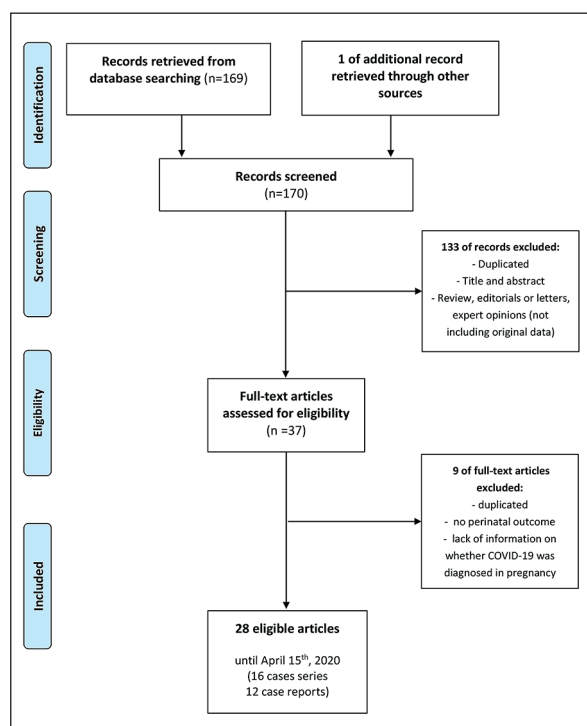 Identification
Records retrieved from
database searching (n=169)
1 of additional record
retrieved through other
sources
Records screened
(n=170)
Screening
133 of records excluded:
- Duplicated
- Title and abstract
- Review, editorials or letters,
expert opinions (not
including original data)
Eligibility
Full-text articles
assessed for eligibility
(n =37)
9 of full-text articles
excluded:
- duplicated
- no perinatal outcome
- lack of information on
whether COVID-19 was
diagnosed in pregnancy
Included
28 eligible articles
until April 15th, 2020
(16 cases series
12 case reports)